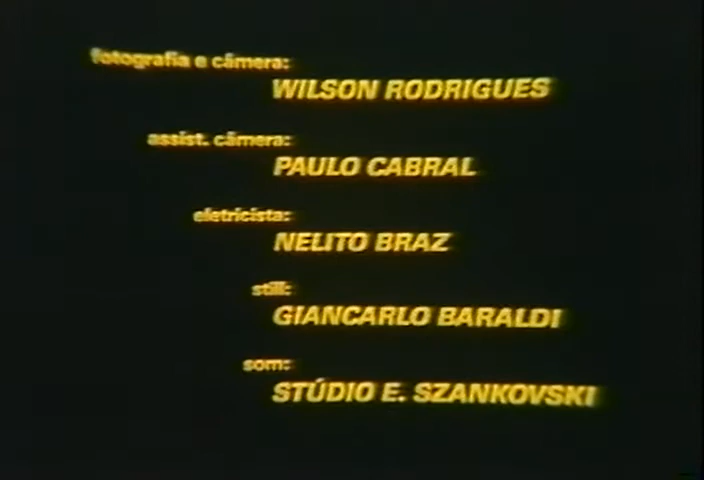 fotografia e câmera:
WILSON RODRIGUES
assist. câmera:
PAULO CABRAL
eletricista:
NELITO BRAZ
still:
GIANCARLO BARALDI
som:
STÚDIO E. SZANKOVSKI